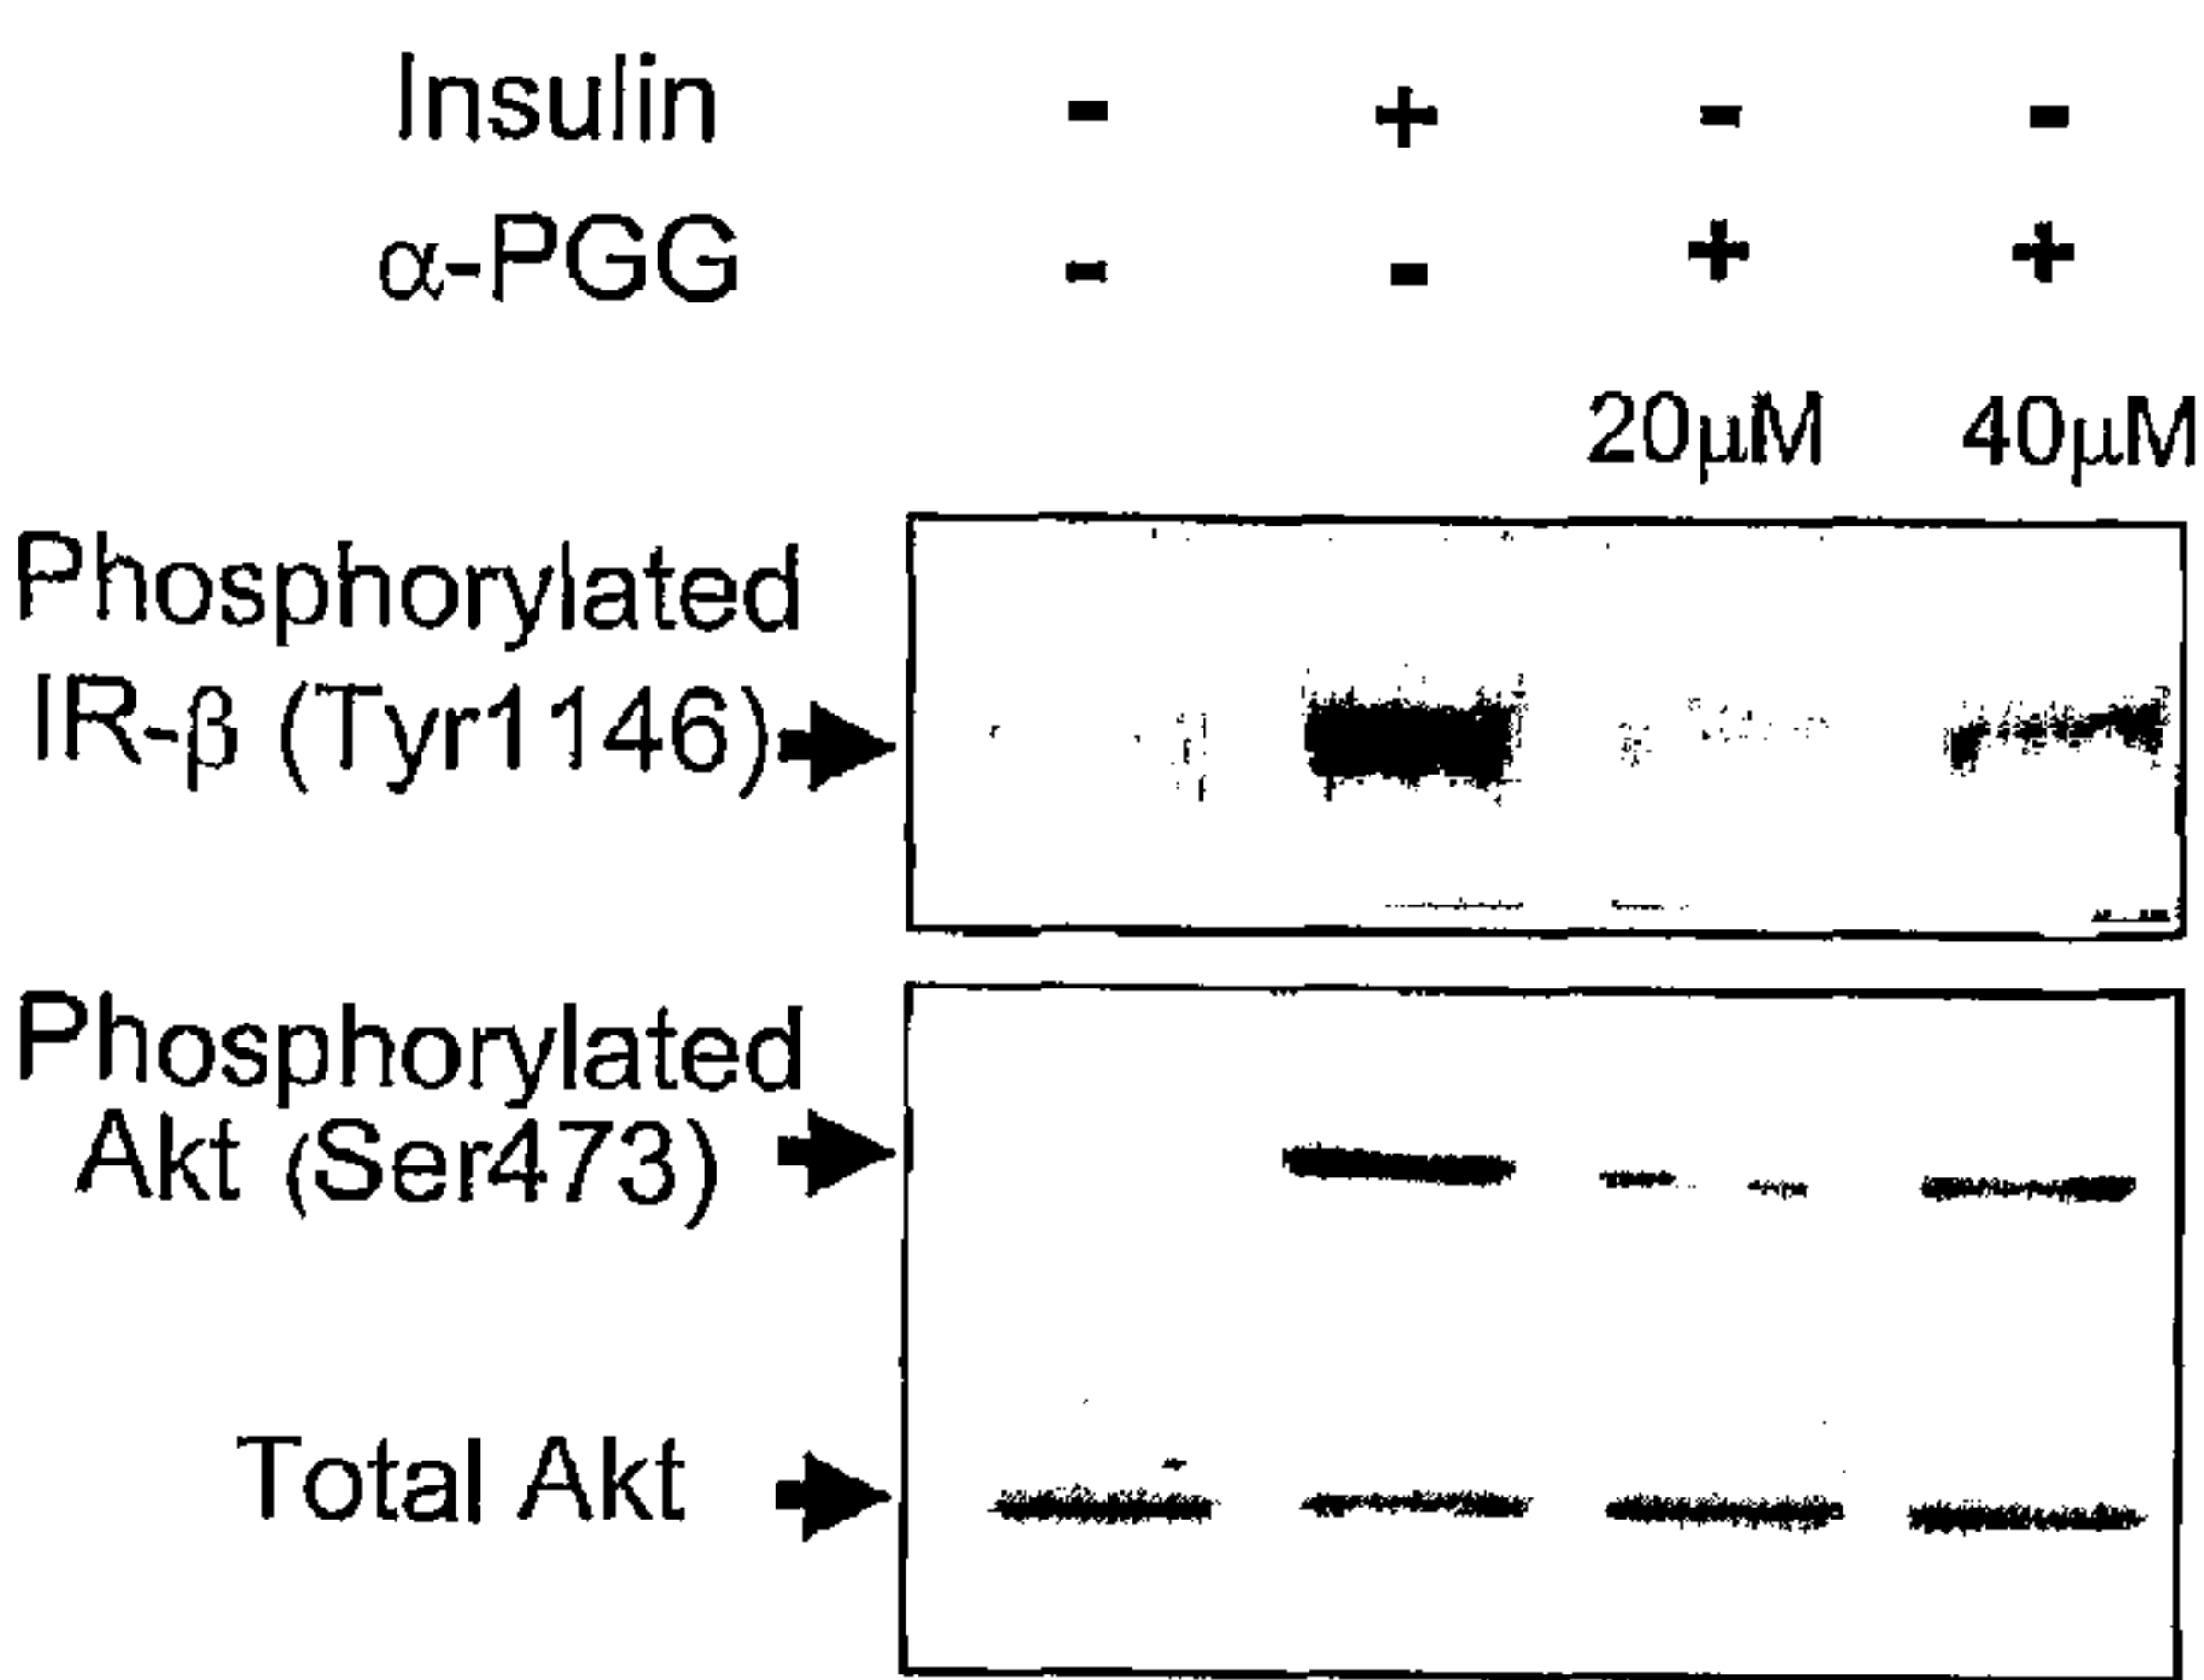 Insulin - + - -
α-PGG - - + +
20µM 40µM
Phosphorylated
IR-β (Tyr1146)
Phosphorylated
Akt (Ser473)
Total Akt